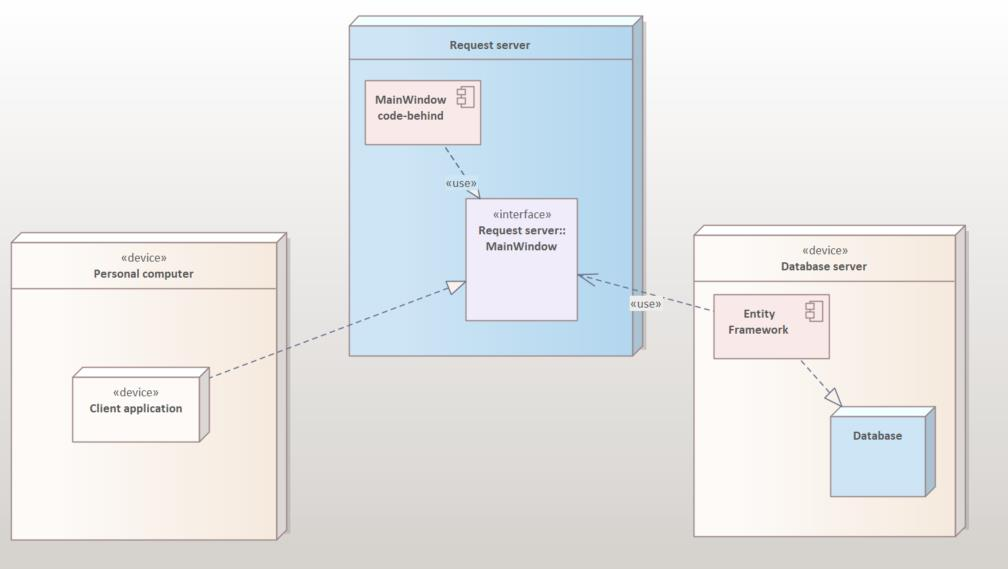 Request server
MainWindow
code-behind
«use»
«interface»
Request server::
MainWindow
«device»
Personal computer
«device»
Client application
«device»
Database server
«use»
Entity
Framework
Database